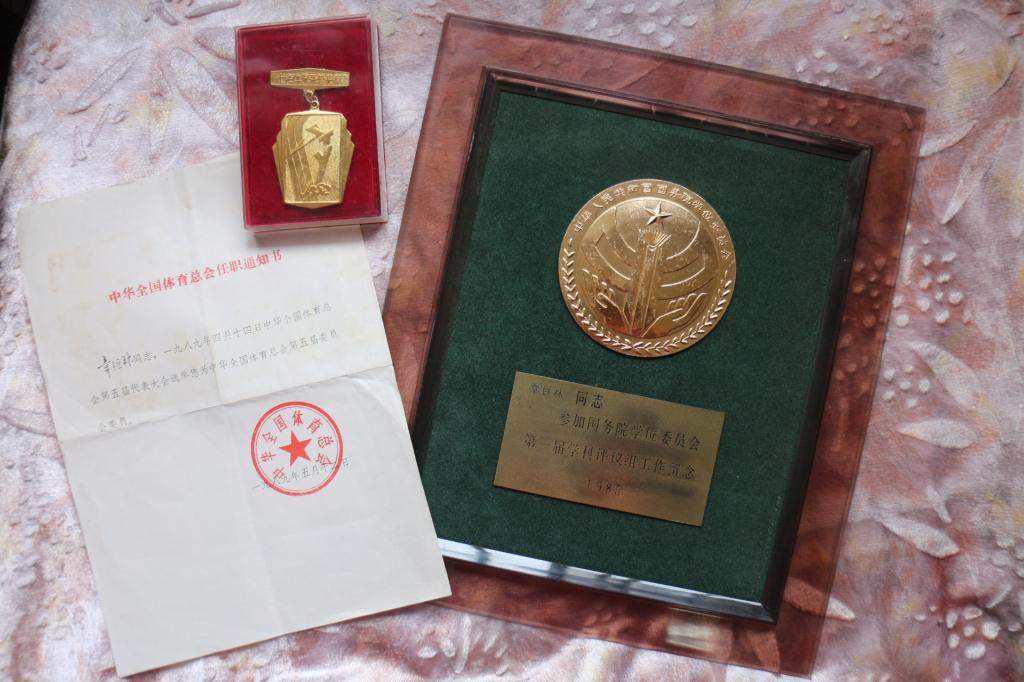 中华全国体育总会任职通知书
同志，一九八九年四月十四日中华全国体育总
会第五届代表大会选举您为中华全国体育总会第五届委员
会委员。
中华全国体育总会
一九八九年五月十日
中华人民共和国国务院学位委员会
同志
参加国务院学位委员会
第一届学科评议组工作留念
198